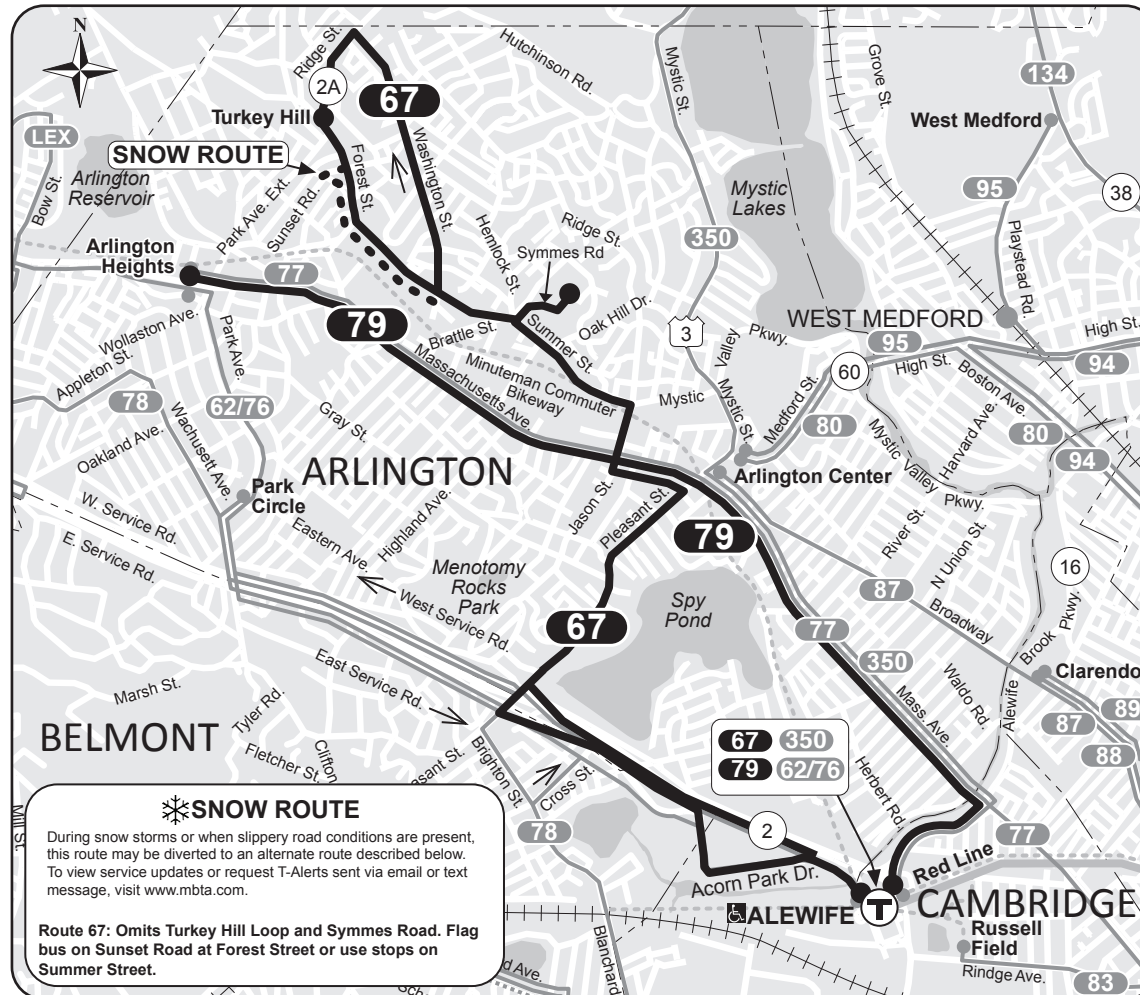 N
Ridge St.
Hutchinson Rd.
Mystic St.
Grove St.
134
2A
67
Turkey Hill
West Medford
LEX
SNOW ROUTE
Arlington
Reservoir
Bow St.
Park Ave. Ext.
Sunset Rd.
Forest St.
Washington St.
Hemlock St.
Ridge St.
Symmes Rd
Mystic
Lakes
95
38
Playstead Rd.
350
Arlington
Heights
77
79
Oak Hill Dr.
3
Valley
Pkwy.
WEST MEDFORD
95
High St.
94
Wollaston Ave.
Park Ave.
Brattle St.
Summer St.
Massachusetts Ave.
Minuteman Commuter
Bikeway
Mystic
Mystic St.
Medford St.
60
High St.
Boston Ave.
Appleton St.
78
62/76
Wachusett Ave.
Oakland Ave.
Gray St.
80
Mystic Valley
Pkwy.
Harvard Ave.
80
94
ARLINGTON
Arlington Center
Park
Circle
W. Service Rd.
E. Service Rd.
Eastern Ave.
Highland Ave.
Jason St.
Pleasant St.
79
River St.
N Union St.
16
Menotomy
Rocks
Park
West Service Rd.
67
Spy
Pond
87
Broadway
77
350
Brook
Pkwy.
Alewife
Clarendo
East Service Rd.
Mass. Ave.
Waldo Rd.
Marsh St.
Tyler Rd.
BELMONT
Fletcher St.
Clifton
easant St.
Brighton St.
Cross St.
67 350
79 62/76
Herbert Rd.
87
89
88
78
2
77
Acorn Park Dr.
Red Line
ALEWIFE
T
CAMBRIDGE
Russell
Field
Rindge Ave.
83
Blanchard
d Ave.
Sch
Mill St.
SNOW ROUTE
During snow storms or when slippery road conditions are present,
this route may be diverted to an alternate route described below.
To view service updates or request T-Alerts sent via email or text
message, visit www.mbta.com.
Route 67: Omits Turkey Hill Loop and Symmes Road. Flag
bus on Sunset Road at Forest Street or use stops on
Summer Street.